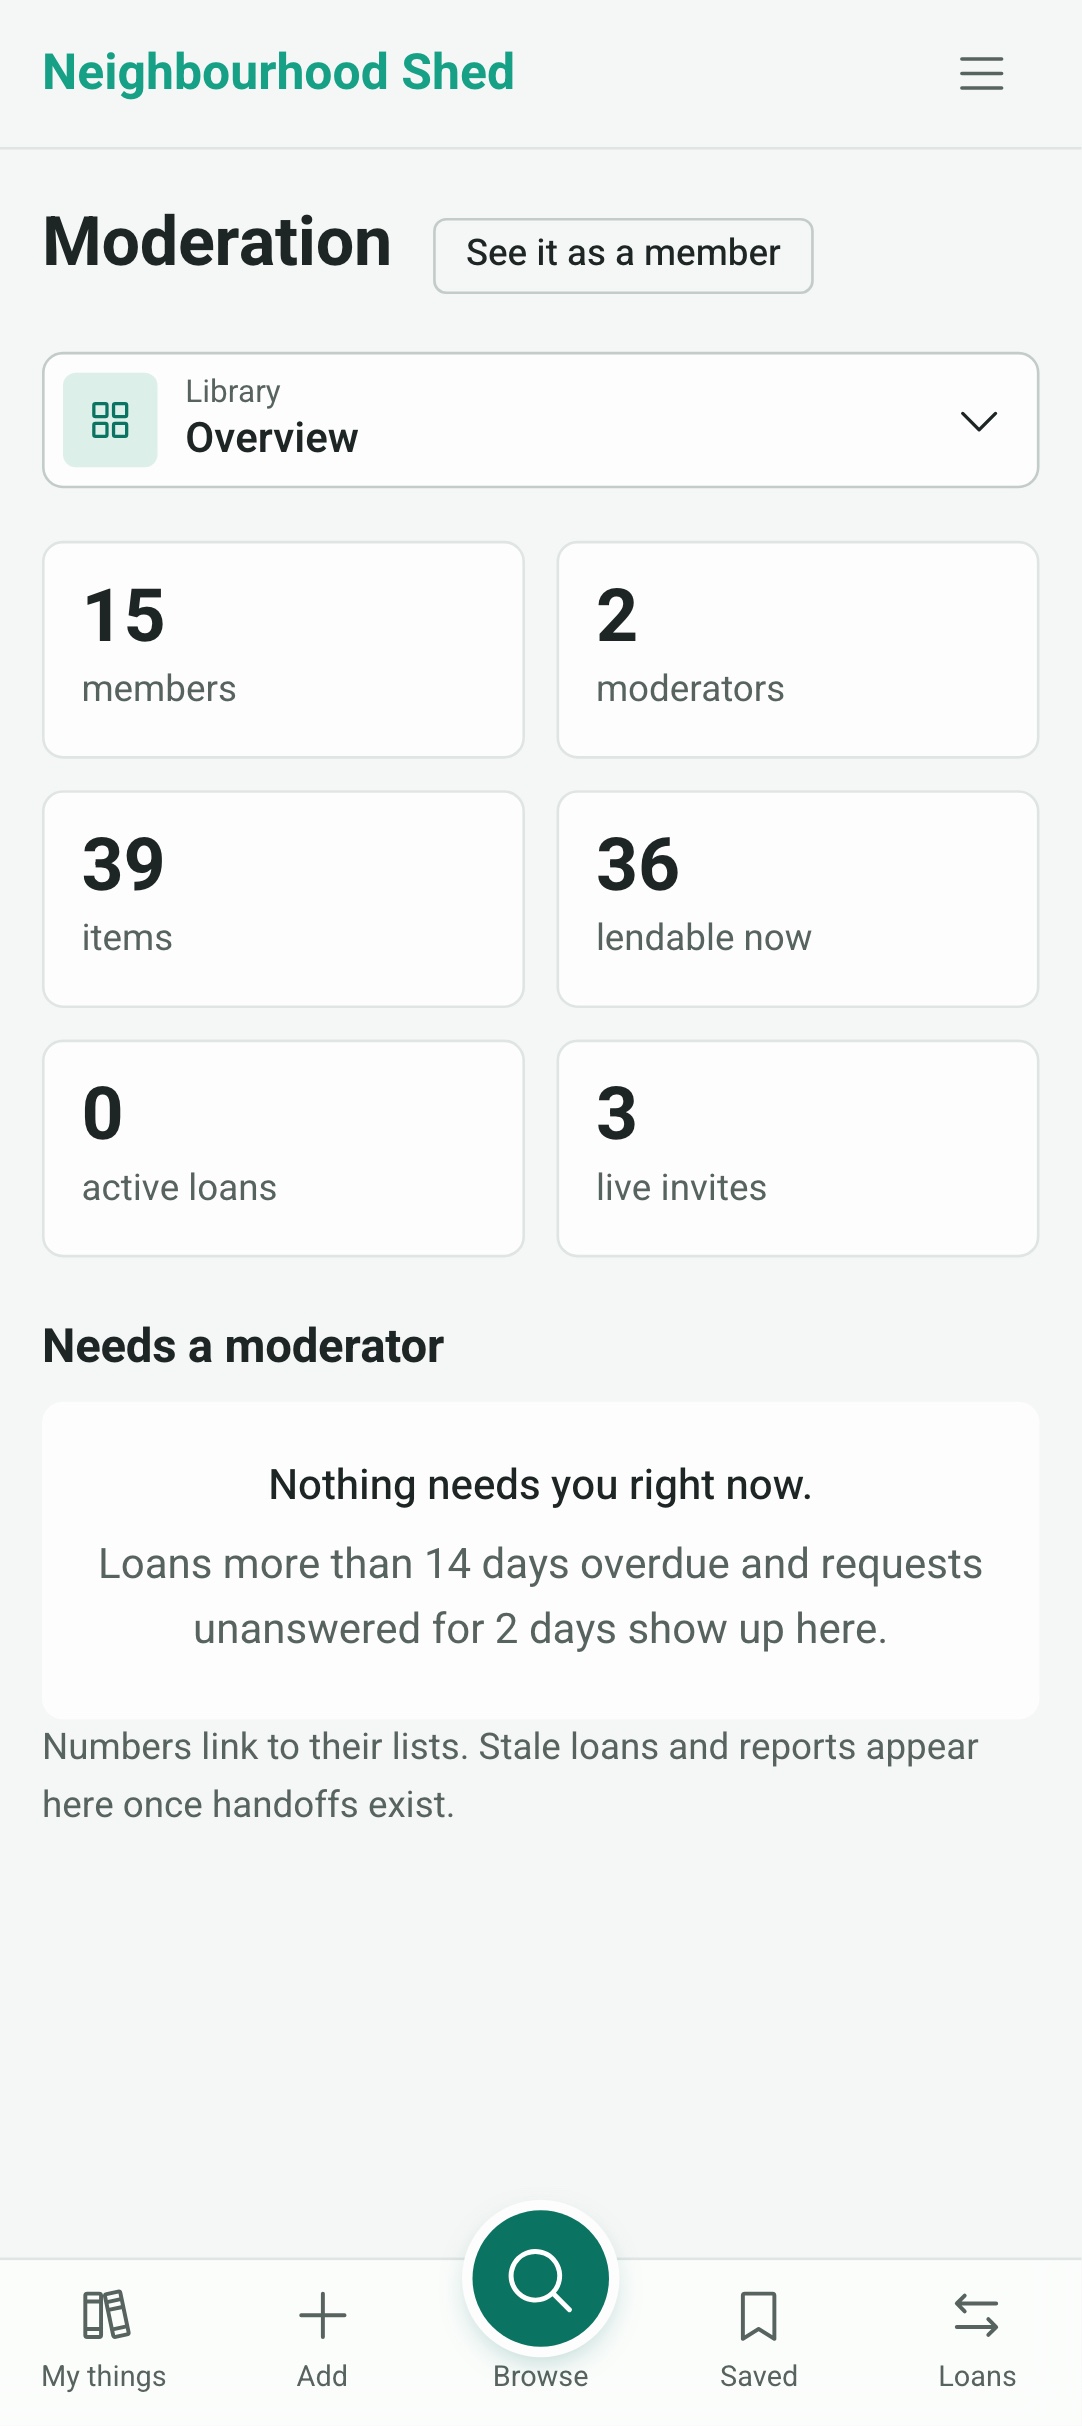 Neighbourhood Shed
Moderation
See it as a member
Library
Overview
15
members
2
moderators
39
items
36
lendable now
0
active loans
3
live invites
Needs a moderator
Nothing needs you right now.
Loans more than 14 days overdue and requests
unanswered for 2 days show up here.
Numbers link to their lists. Stale loans and reports appear
here once handoffs exist.
My things
Add
Browse
Saved
Loans